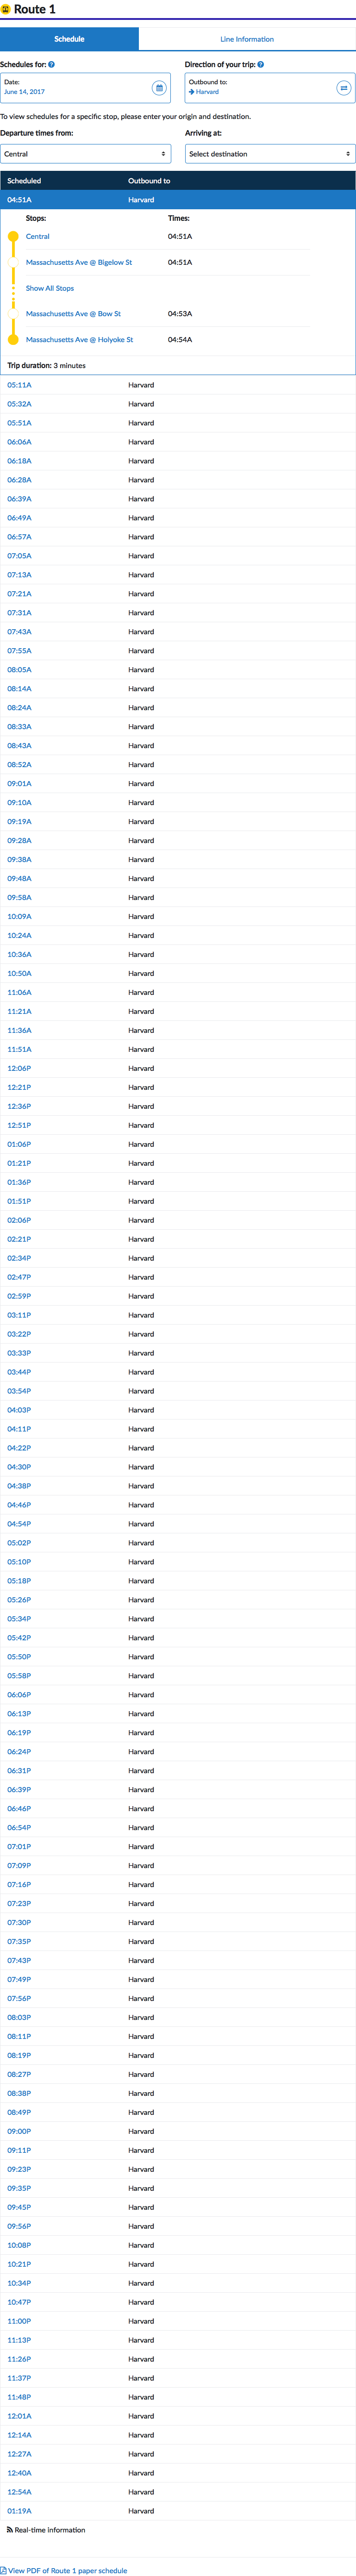 Route 1
Schedule Line Information
Schedules for: Direction of your trip:
Date: Outbound to:
June 14, 2017 Harvard
To view schedules for a specific stop, please enter your origin and destination.
Departure times from: Arriving at:
Central Select destination
Scheduled Outbound to
04:51A Harvard
Stops: Times:
Central 04:51A
Massachusetts Ave @ Bigelow St 04:51A
Show All Stops
Massachusetts Ave @ Bow St 04:53A
Massachusetts Ave @ Holyoke St 04:54A
Trip duration: 3 minutes
05:11A Harvard
05:32A Harvard
05:51A Harvard
06:06A Harvard
06:18A Harvard
06:28A Harvard
06:39A Harvard
06:49A Harvard
06:57A Harvard
07:05A Harvard
07:13A Harvard
07:21A Harvard
07:31A Harvard
07:43A Harvard
07:55A Harvard
08:05A Harvard
08:14A Harvard
08:24A Harvard
08:33A Harvard
08:43A Harvard
08:52A Harvard
09:01A Harvard
09:10A Harvard
09:19A Harvard
09:28A Harvard
09:38A Harvard
09:48A Harvard
09:58A Harvard
10:09A Harvard
10:24A Harvard
10:36A Harvard
10:50A Harvard
11:06A Harvard
11:21A Harvard
11:36A Harvard
11:51A Harvard
12:06P Harvard
12:21P Harvard
12:36P Harvard
12:51P Harvard
01:06P Harvard
01:21P Harvard
01:36P Harvard
01:51P Harvard
02:06P Harvard
02:21P Harvard
02:34P Harvard
02:47P Harvard
02:59P Harvard
03:11P Harvard
03:22P Harvard
03:33P Harvard
03:44P Harvard
03:54P Harvard
04:03P Harvard
04:11P Harvard
04:22P Harvard
04:30P Harvard
04:38P Harvard
04:46P Harvard
04:54P Harvard
05:02P Harvard
05:10P Harvard
05:18P Harvard
05:26P Harvard
05:34P Harvard
05:42P Harvard
05:50P Harvard
05:58P Harvard
06:06P Harvard
06:13P Harvard
06:19P Harvard
06:24P Harvard
06:31P Harvard
06:39P Harvard
06:46P Harvard
06:54P Harvard
07:01P Harvard
07:09P Harvard
07:16P Harvard
07:23P Harvard
07:30P Harvard
07:35P Harvard
07:43P Harvard
07:49P Harvard
07:56P Harvard
08:03P Harvard
08:11P Harvard
08:19P Harvard
08:27P Harvard
08:38P Harvard
08:49P Harvard
09:00P Harvard
09:11P Harvard
09:23P Harvard
09:35P Harvard
09:45P Harvard
09:56P Harvard
10:08P Harvard
10:21P Harvard
10:34P Harvard
10:47P Harvard
11:00P Harvard
11:13P Harvard
11:26P Harvard
11:37P Harvard
11:48P Harvard
12:01A Harvard
12:14A Harvard
12:27A Harvard
12:40A Harvard
12:54A Harvard
01:19A Harvard
Real-time information
View PDF of Route 1 paper schedule